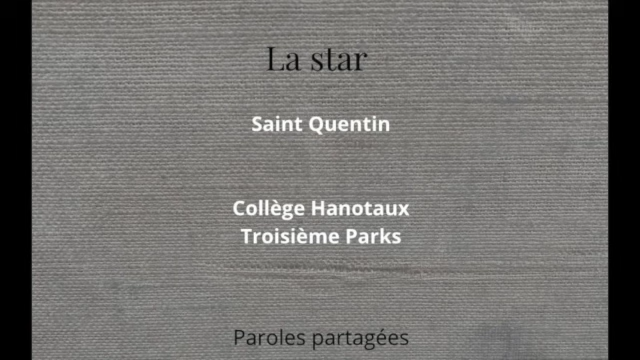 La star
Saint Quentin
Collège Hanotaux
Troisième Parks
Paroles partagées